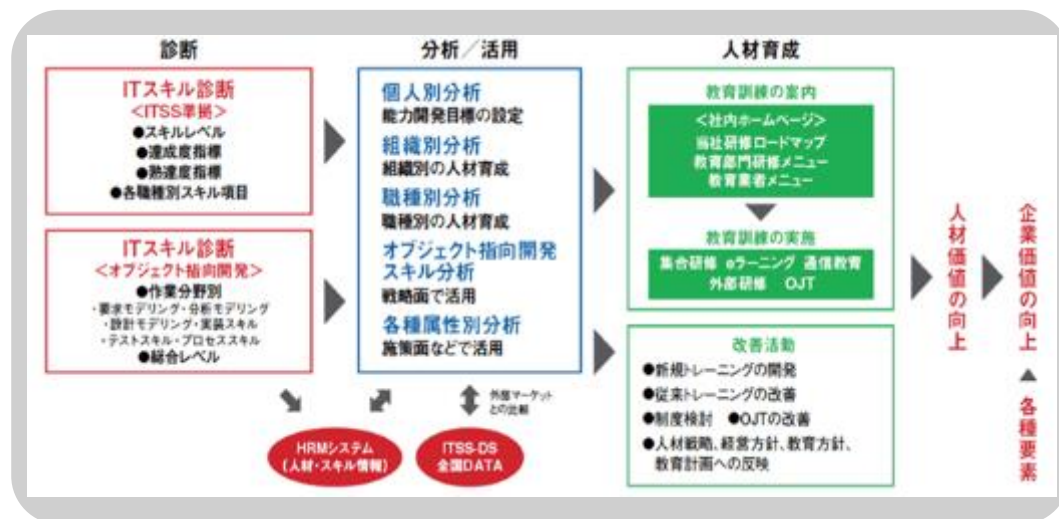 診断
ITスキル診断
<ITSS準拠>
●スキルレベル
●達成度指標
●熟達度指標
●各職種別スキル項目
ITスキル診断
<オブジェクト指向開発>
●作業分野別
・要求モデリング・分析モデリング
・設計モデリング・実装スキル
・テストスキル・プロセススキル
●総合レベル
分析／活用
個人別分析
能力開発目標の設定
組織別分析
組織別の人材育成
職種別分析
職種別の人材育成
オブジェクト指向開発
スキル分析
戦略面で活用
各種属性別分析
施策面などで活用
外部マーケット
との比較
HRMシステム
(人材・スキル情報)
ITSS-DS
全国DATA
人材育成
教育訓練の案内
<社内ホームページ>
当社研修ロードマップ
教育部門研修メニュー
教育業者メニュー
教育訓練の実施
集合研修 eラーニング 通信教育
外部研修 OJT
改善活動
●新規トレーニングの開発
●従来トレーニングの改善
●制度検討 ●OJTの改善
●人材戦略、経営方針、教育方針、
教育計画への反映
人材価値の向上
企業価値の向上
各種要素